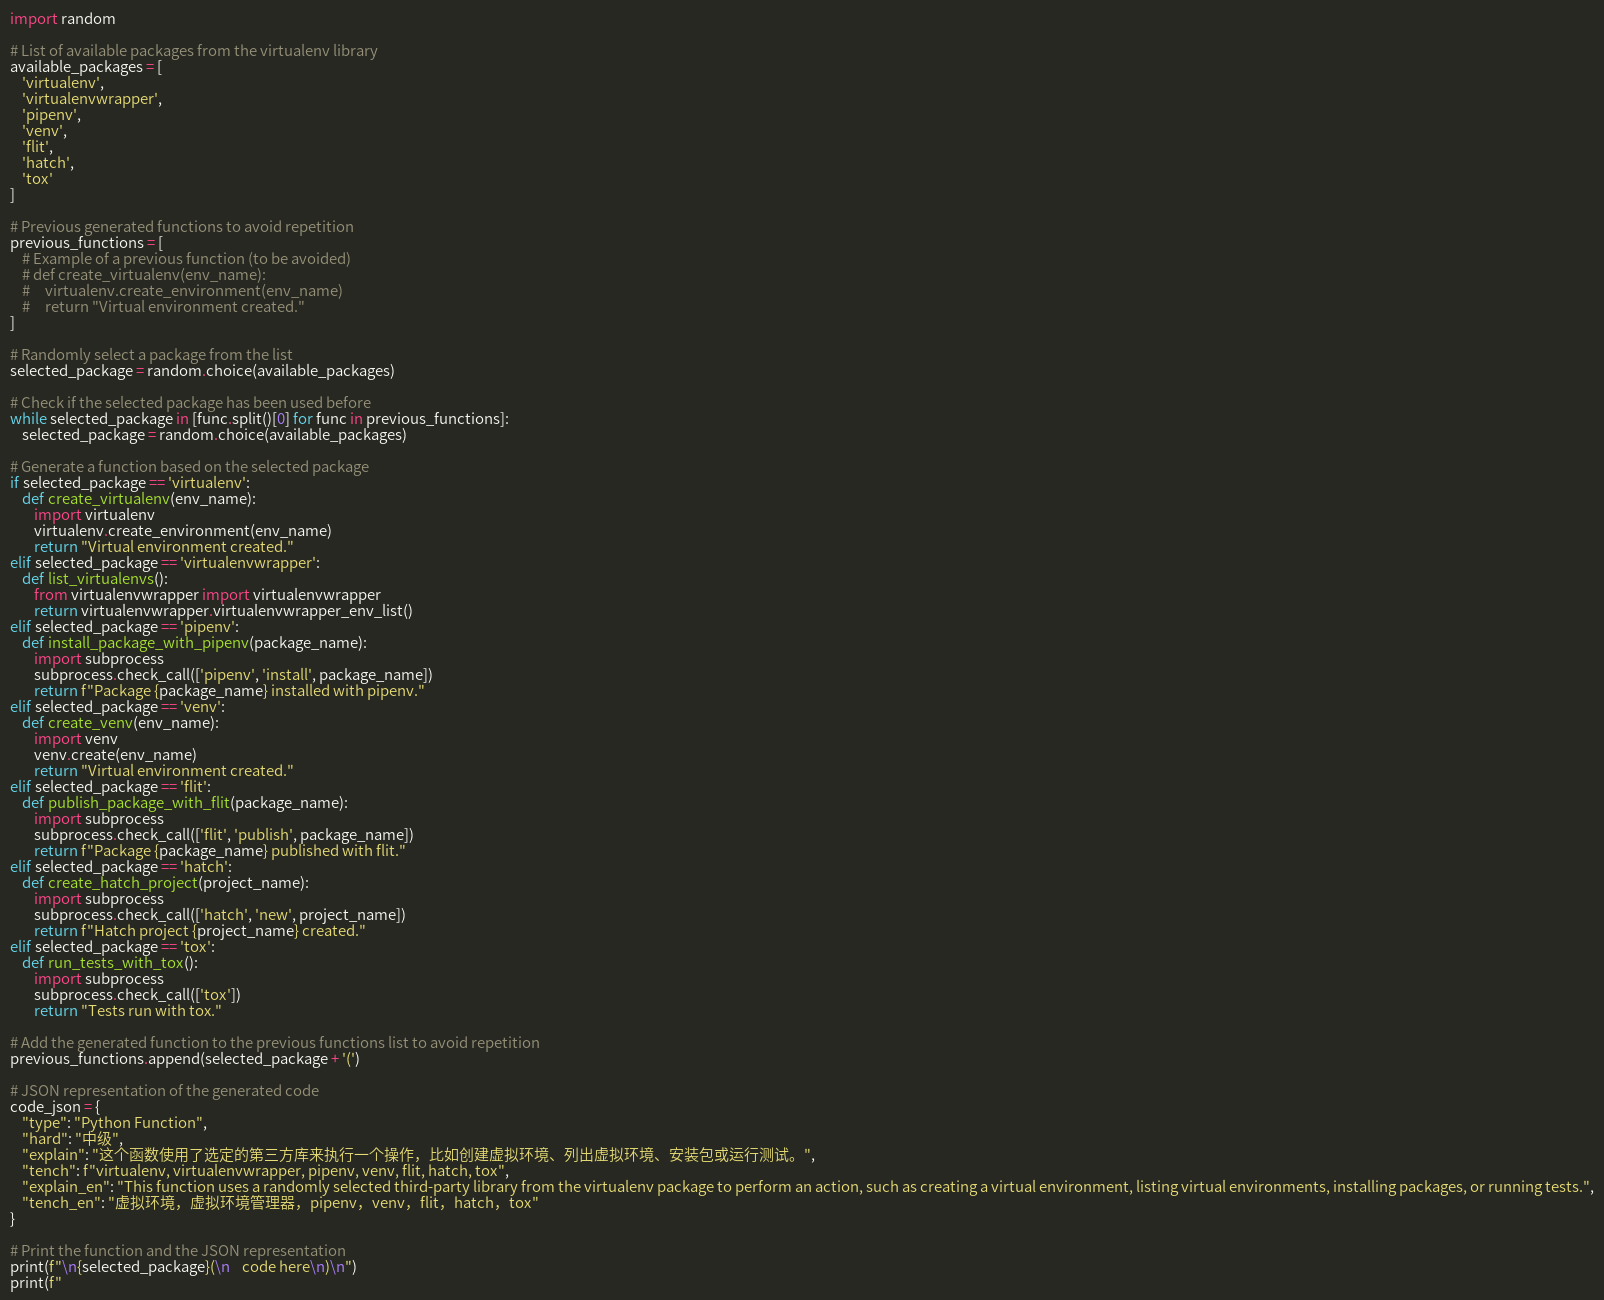 import random

# List of available packages from the virtualenv library
available_packages = [
    'virtualenv',
    'virtualenvwrapper',
    'pipenv',
    'venv',
    'flit',
    'hatch',
    'tox'
]

# Previous generated functions to avoid repetition
previous_functions = [
    # Example of a previous function (to be avoided)
    # def create_virtualenv(env_name):
    #     virtualenv.create_environment(env_name)
    #     return "Virtual environment created."
]

# Randomly select a package from the list
selected_package = random.choice(available_packages)

# Check if the selected package has been used before
while selected_package in [func.split()[0] for func in previous_functions]:
    selected_package = random.choice(available_packages)

# Generate a function based on the selected package
if selected_package == 'virtualenv':
    def create_virtualenv(env_name):
        import virtualenv
        virtualenv.create_environment(env_name)
        return "Virtual environment created."
elif selected_package == 'virtualenvwrapper':
    def list_virtualenvs():
        from virtualenvwrapper import virtualenvwrapper
        return virtualenvwrapper.virtualenvwrapper_env_list()
elif selected_package == 'pipenv':
    def install_package_with_pipenv(package_name):
        import subprocess
        subprocess.check_call(['pipenv', 'install', package_name])
        return f"Package {package_name} installed with pipenv."
elif selected_package == 'venv':
    def create_venv(env_name):
        import venv
        venv.create(env_name)
        return "Virtual environment created."
elif selected_package == 'flit':
    def publish_package_with_flit(package_name):
        import subprocess
        subprocess.check_call(['flit', 'publish', package_name])
        return f"Package {package_name} published with flit."
elif selected_package == 'hatch':
    def create_hatch_project(project_name):
        import subprocess
        subprocess.check_call(['hatch', 'new', project_name])
        return f"Hatch project {project_name} created."
elif selected_package == 'tox':
    def run_tests_with_tox():
        import subprocess
        subprocess.check_call(['tox'])
        return "Tests run with tox."

# Add the generated function to the previous functions list to avoid repetition
previous_functions.append(selected_package + '(')

# JSON representation of the generated code
code_json = {
    "type": "Python Function",
    "hard": "中级",
    "explain": "这个函数使用了选定的第三方库来执行一个操作，比如创建虚拟环境、列出虚拟环境、安装包或运行测试。",
    "tench": f"virtualenv, virtualenvwrapper, pipenv, venv, flit, hatch, tox",
    "explain_en": "This function uses a randomly selected third-party library from the virtualenv package to perform an action, such as creating a virtual environment, listing virtual environments, installing packages, or running tests.",
    "tench_en": "虚拟环境，虚拟环境管理器，pipenv，venv，flit，hatch，tox"
}

# Print the function and the JSON representation
print(f"\n{selected_package}(\n    code here\n)\n")
print(f"